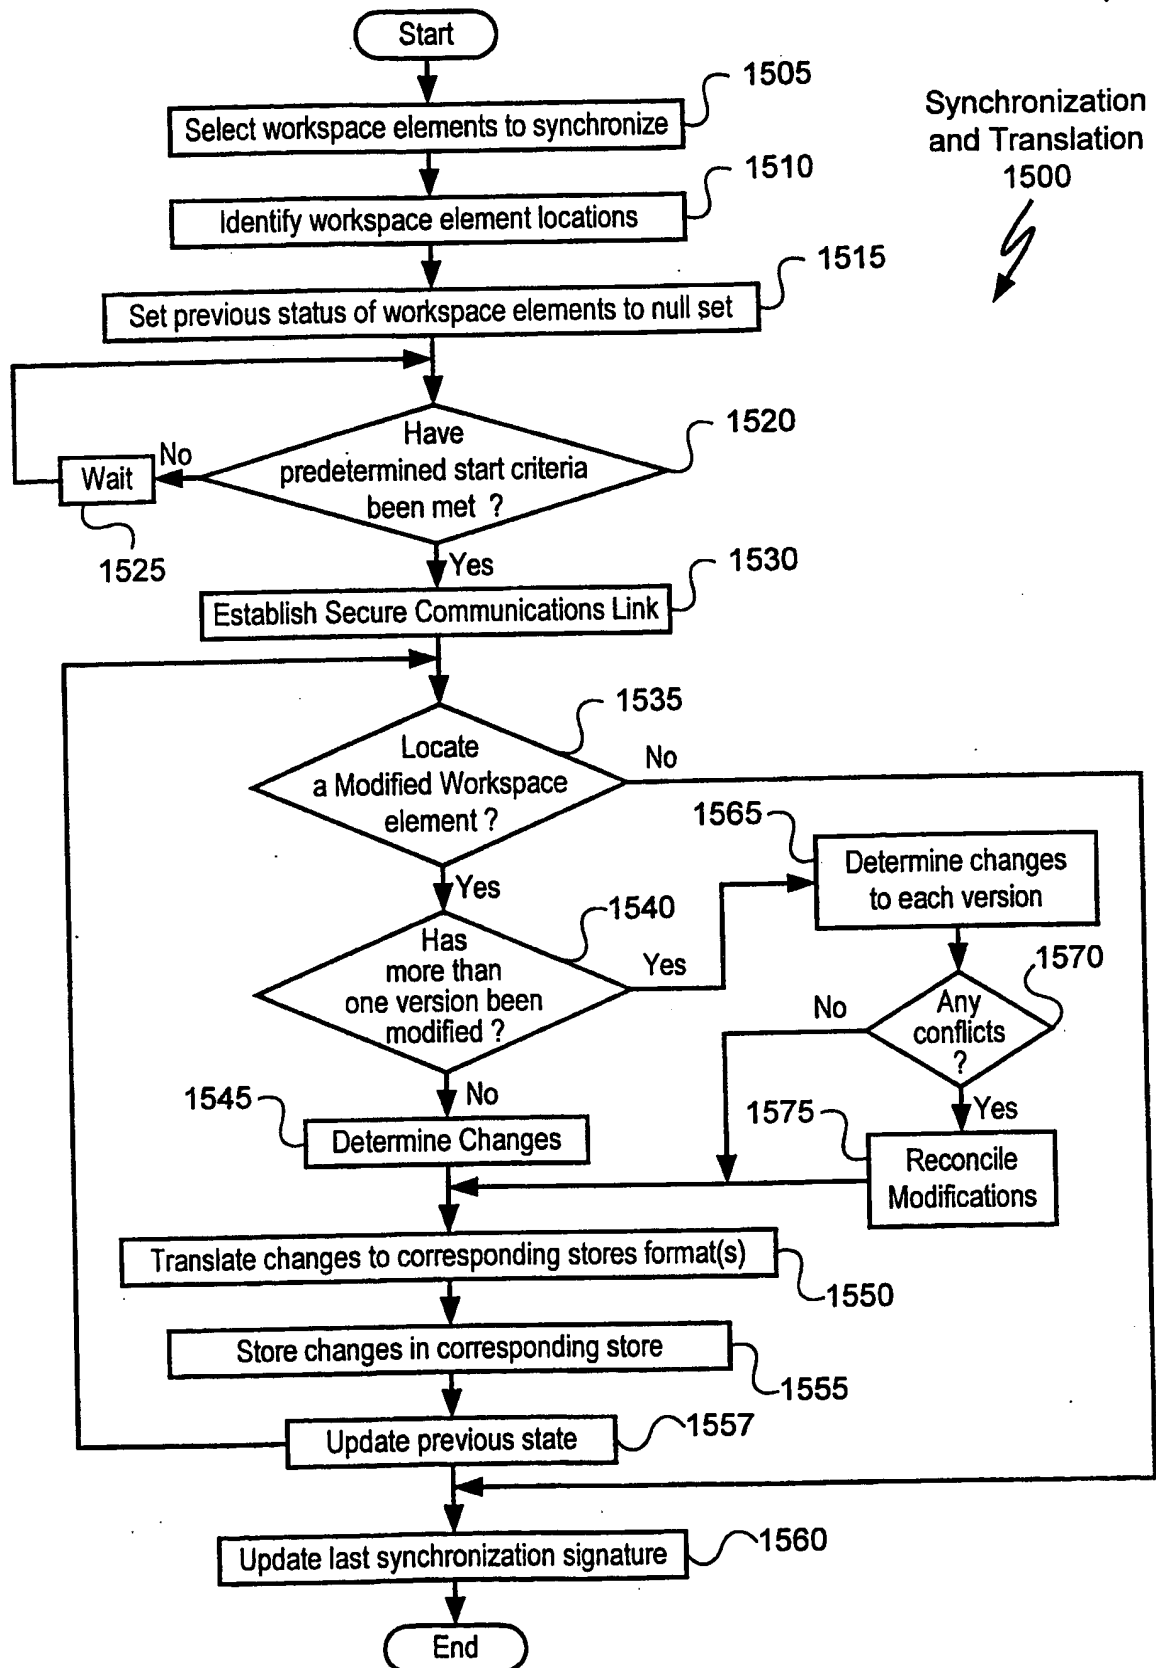 Start
1505
Select workspace elements to synchronize
Synchronization
and Translation
1500
1510
Identify workspace element locations
1515
Set previous status of workspace elements to null set
1520
Have
predetermined start criteria
been met ?
No
Wait
1525
Yes
1530
Establish Secure Communications Link
1535
Locate
a Modified Workspace
element ?
No
Yes
1565
Determine changes
to each version
1540
Has
more than
one version been
modified ?
Yes
1570
Any
conflicts
?
No
No
Yes
1545
Determine Changes
1575
Reconcile
Modifications
Translate changes to corresponding stores format(s)
1550
Store changes in corresponding store
1555
1557
Update previous state
1560
Update last synchronization signature
End